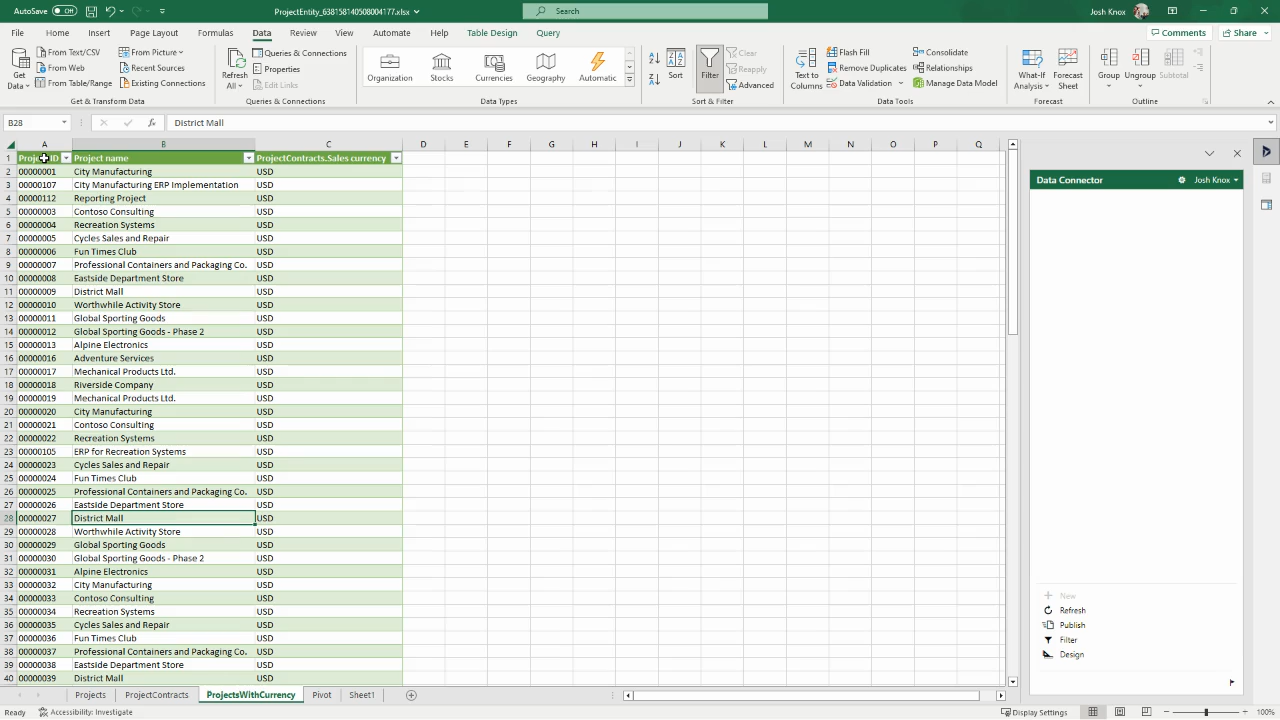 AutoSave Off ProjectEntity_638158140508004177.xlsx Search Josh Knox
File Home Insert Page Layout Formulas Data Review View Automate Help Table Design Query Comments Share
Get Data From Text/CSV From Web From Table/Range From Picture Recent Sources Existing Connections
Get & Transform Data
Refresh All Queries & Connections Properties Edit Links
Queries & Connections
Organization Stocks Currencies Geography Automatic
Data Types
Sort Filter Clear Reapply Advanced
Sort & Filter
Text to Columns Flash Fill Remove Duplicates Data Validation Consolidate Relationships Manage Data Model
Data Tools
What-If Analysis Forecast Sheet
Forecast
Group Ungroup Subtotal
Outline
B28 fx District Mall
A B C D E F G H I J K L M N O P Q
1 Project ID Project name ProjectContracts.Sales currency
2 00000001 City Manufacturing USD
3 00000107 City Manufacturing ERP Implementation USD
4 00000112 Reporting Project USD
5 00000003 Contoso Consulting USD
6 00000004 Recreation Systems USD
7 00000005 Cycles Sales and Repair USD
8 00000006 Fun Times Club USD
9 00000007 Professional Containers and Packaging Co. USD
10 00000008 Eastside Department Store USD
11 00000009 District Mall USD
12 00000010 Worthwhile Activity Store USD
13 00000011 Global Sporting Goods USD
14 00000012 Global Sporting Goods - Phase 2 USD
15 00000013 Alpine Electronics USD
16 00000016 Adventure Services USD
17 00000017 Mechanical Products Ltd. USD
18 00000018 Riverside Company USD
19 00000019 Mechanical Products Ltd. USD
20 00000020 City Manufacturing USD
21 00000021 Contoso Consulting USD
22 00000022 Recreation Systems USD
23 00000105 ERP for Recreation Systems USD
24 00000023 Cycles Sales and Repair USD
25 00000024 Fun Times Club USD
26 00000025 Professional Containers and Packaging Co. USD
27 00000026 Eastside Department Store USD
28 00000027 District Mall USD
29 00000028 Worthwhile Activity Store USD
30 00000029 Global Sporting Goods USD
31 00000030 Global Sporting Goods - Phase 2 USD
32 00000031 Alpine Electronics USD
33 00000032 City Manufacturing USD
34 00000033 Contoso Consulting USD
35 00000034 Recreation Systems USD
36 00000035 Cycles Sales and Repair USD
37 00000036 Fun Times Club USD
38 00000037 Professional Containers and Packaging Co. USD
39 00000038 Eastside Department Store USD
40 00000039 District Mall USD
Data Connector Josh Knox
New
Refresh
Publish
Filter
Design
Projects ProjectContracts ProjectsWithCurrency Pivot Sheet1
Ready Accessibility: Investigate Display Settings 100%